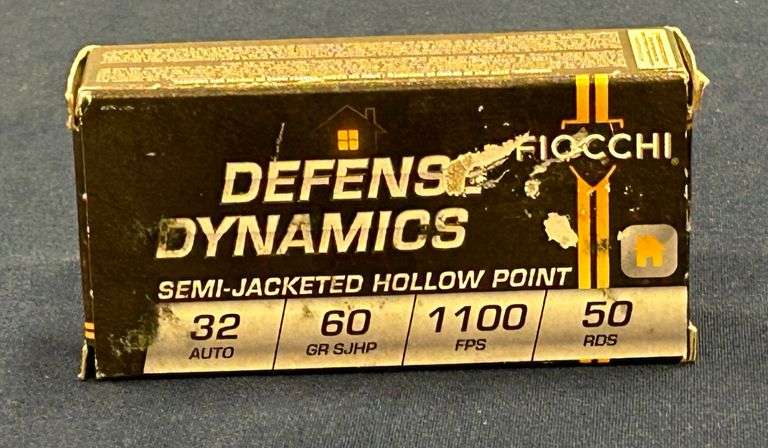 FIOCCHI
DEFENSE
DYNAMICS
SEMI-JACKETED HOLLOW POINT
32 60 1100 50
AUTO GR SJHP FPS RDS